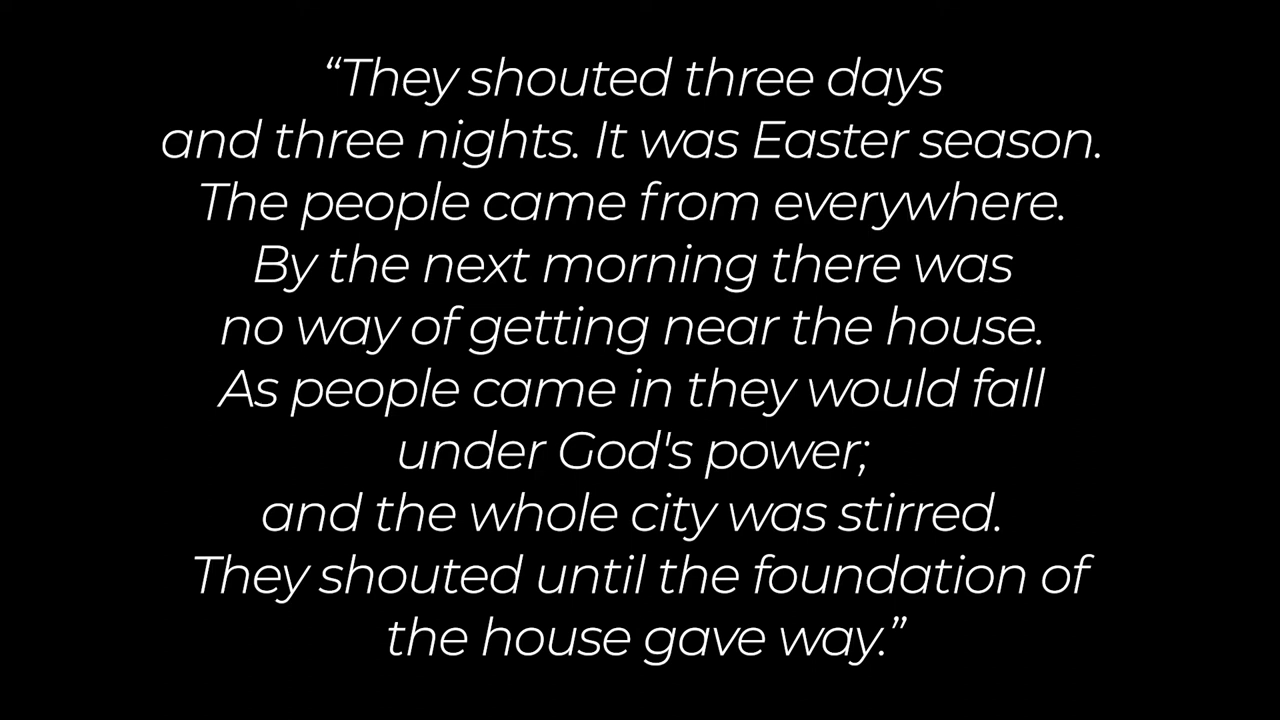 “They shouted three days
and three nights. It was Easter season.
The people came from everywhere.
By the next morning there was
no way of getting near the house.
As people came in they would fall
under God's power;
and the whole city was stirred.
They shouted until the foundation of
the house gave way.”